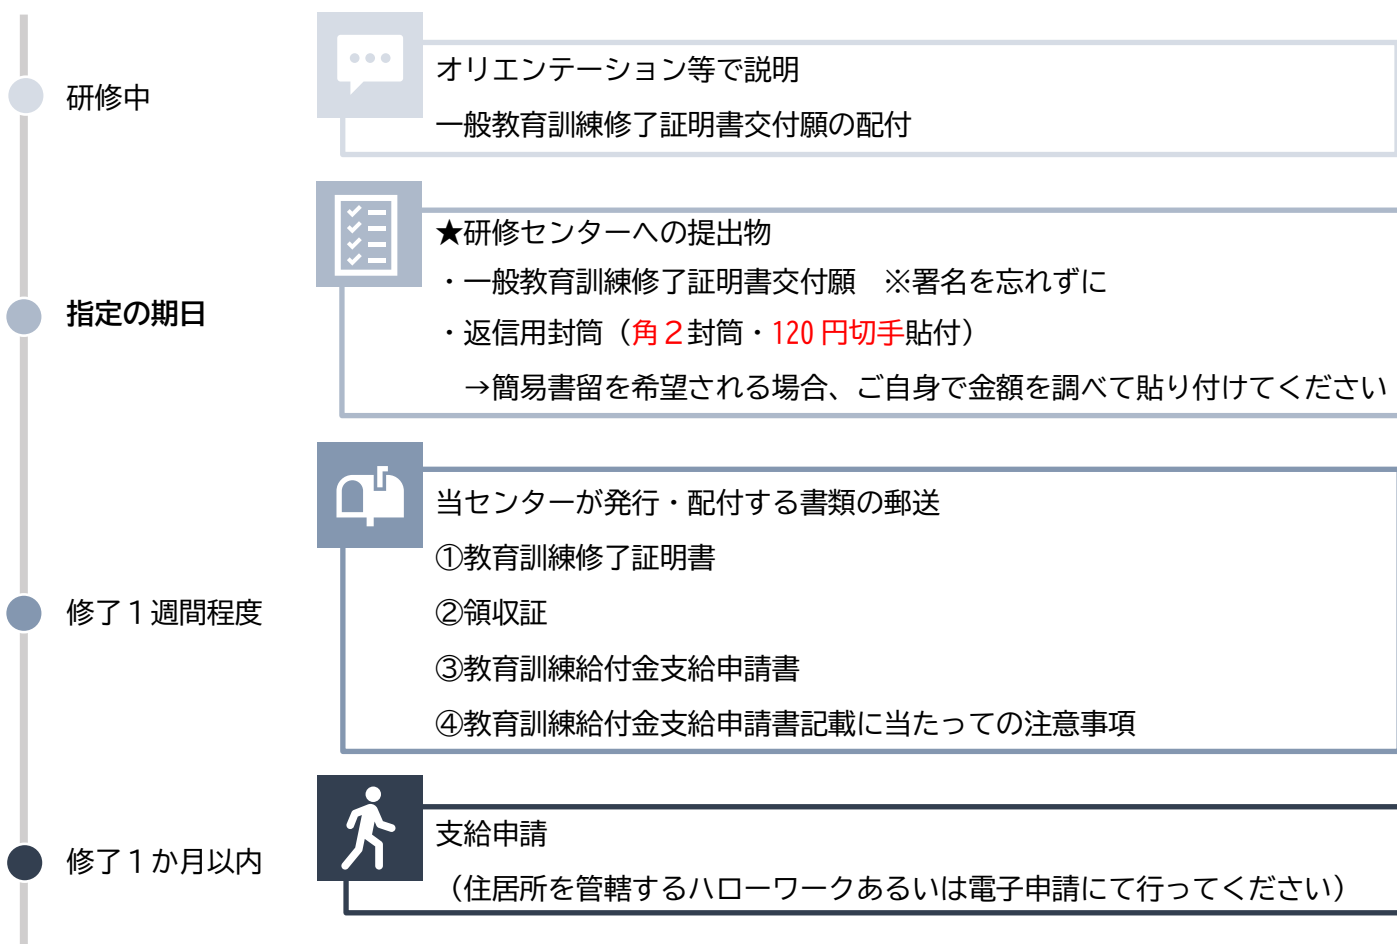 研修中
オリエンテーション等で説明
一般教育訓練修了証明書交付願の配付
指定の期日
★研修センターへの提出物
・一般教育訓練修了証明書交付願　※署名を忘れずに
・返信用封筒（角２封筒・120円切手貼付）
→簡易書留を希望される場合、ご自身で金額を調べて貼り付けてください
修了１週間程度
当センターが発行・配付する書類の郵送
①教育訓練修了証明書
②領収証
③教育訓練給付金支給申請書
④教育訓練給付金支給申請書記載に当たっての注意事項
修了１か月以内
支給申請
（住居所を管轄するハローワークあるいは電子申請にて行ってください）